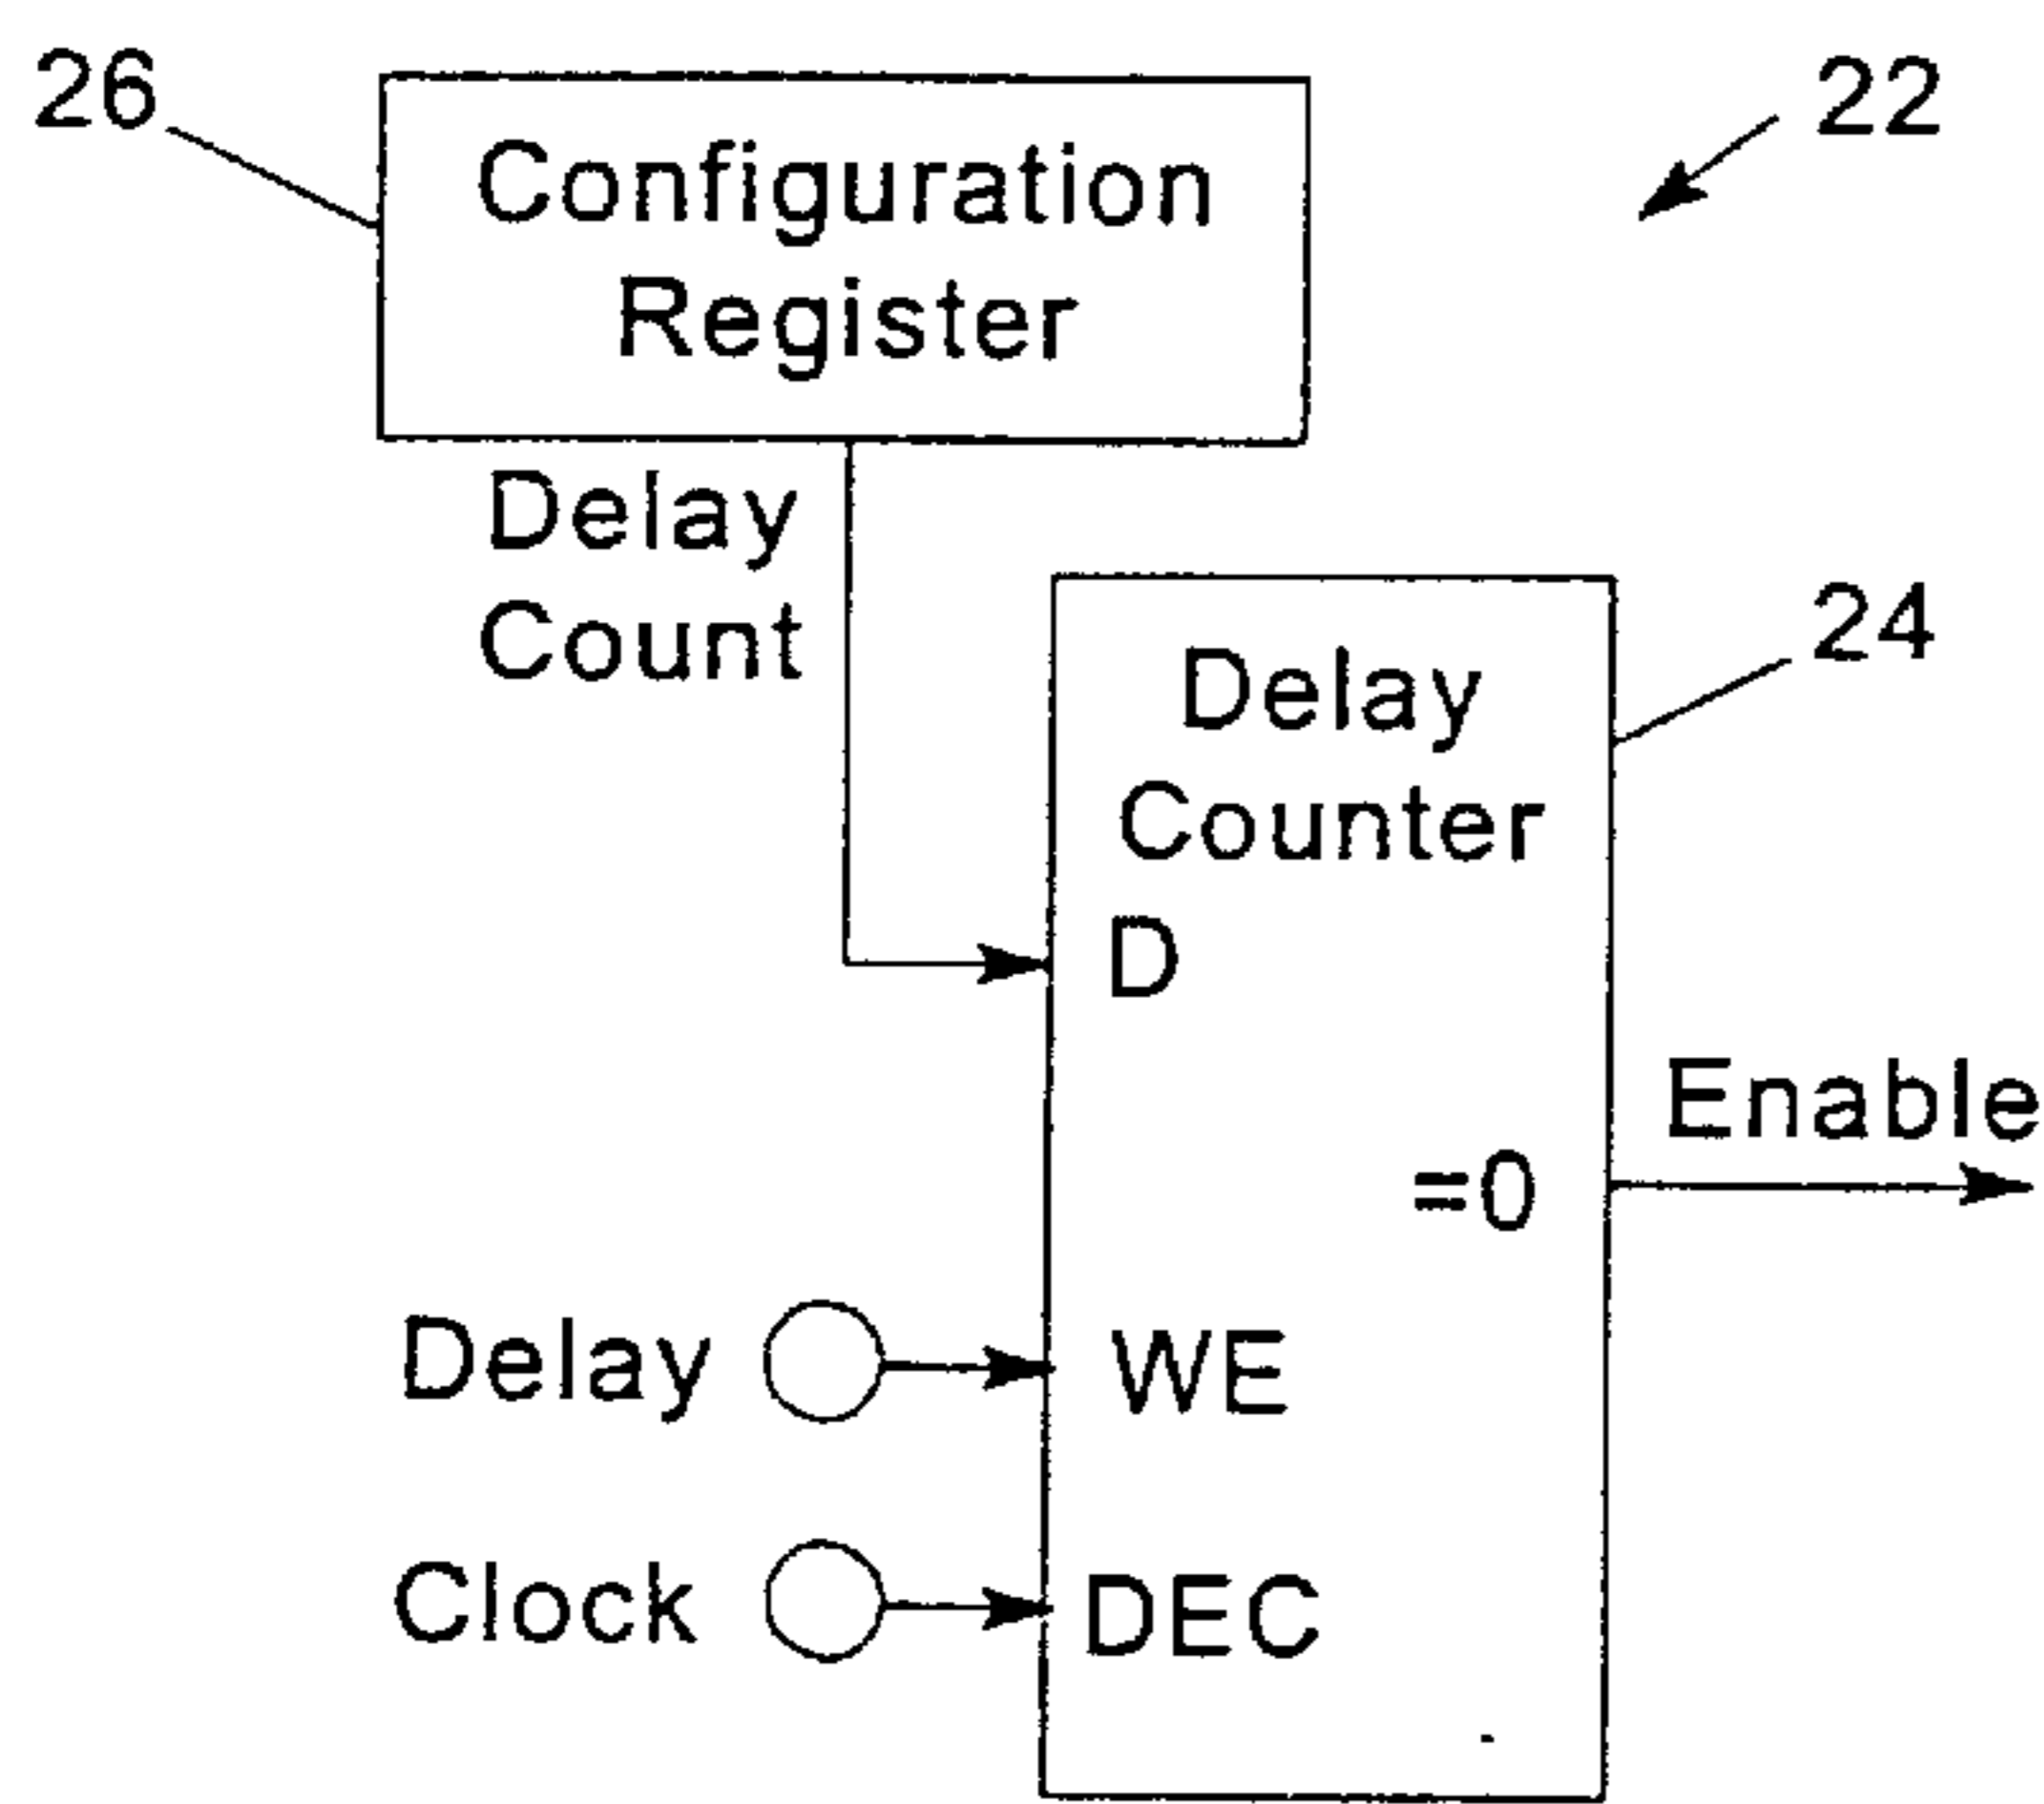 26
22
Configuration
Register
Delay
Count
24
Delay
Counter
D
Enable
=0
Delay
WE
Clock
DEC